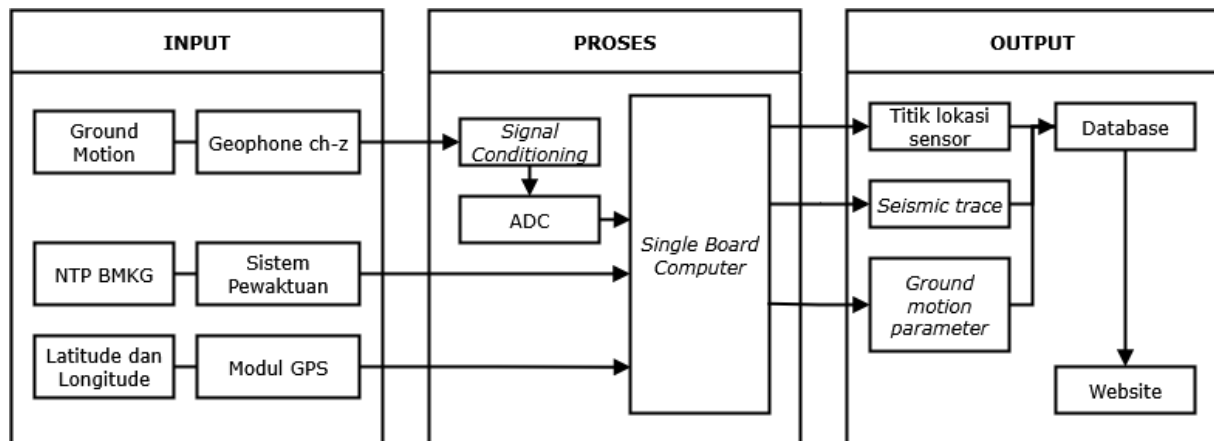 INPUT
Ground
Motion
Geophone ch-z
NTP BMKG
Sistem
Pewaktuan
Latitude dan
Longitude
Modul GPS
PROSES
Signal
Conditioning
ADC
Single Board
Computer
OUTPUT
Titik lokasi
sensor
Seismic trace
Ground
motion
parameter
Database
Website